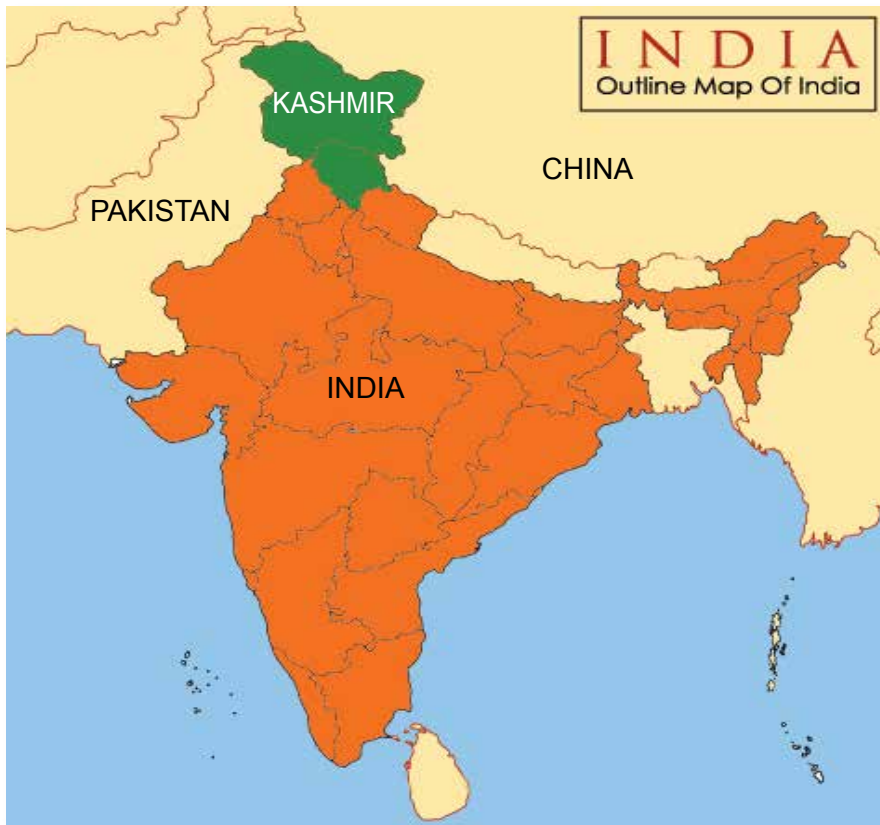 INDIA
Outline Map Of India
KASHMIR
CHINA
PAKISTAN
INDIA